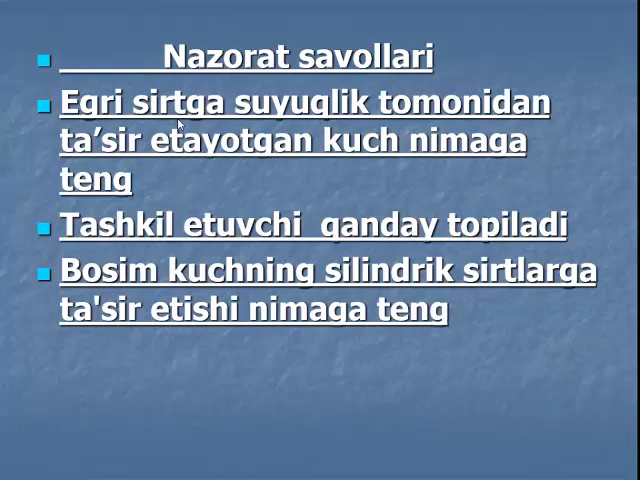 Nazorat savollari
Egri sirtga suyuqlik tomonidan
ta’sir etayotgan kuch nimaga
teng
Tashkil etuvchi qanday topiladi
Bosim kuchning silindrik sirtlarga
ta'sir etishi nimaga teng